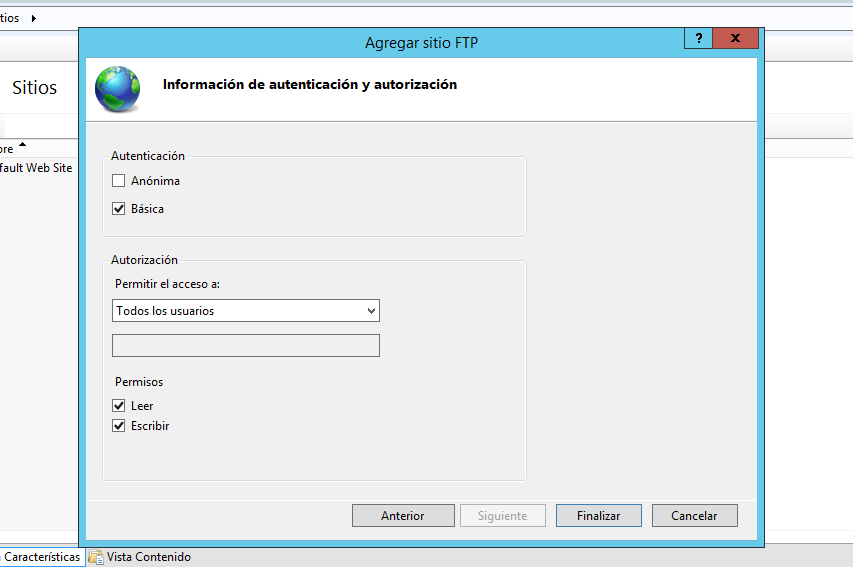 tios
Agregar sitio FTP
?
x
Sitios
Información de autenticación y autorización
bre
fault Web Site
Autenticación
Anónima
Básica
Autorización
Permitir el acceso a:
Todos los usuarios
Permisos
Leer
Escribir
Anterior
Siguiente
Finalizar
Cancelar
Características
Vista Contenido